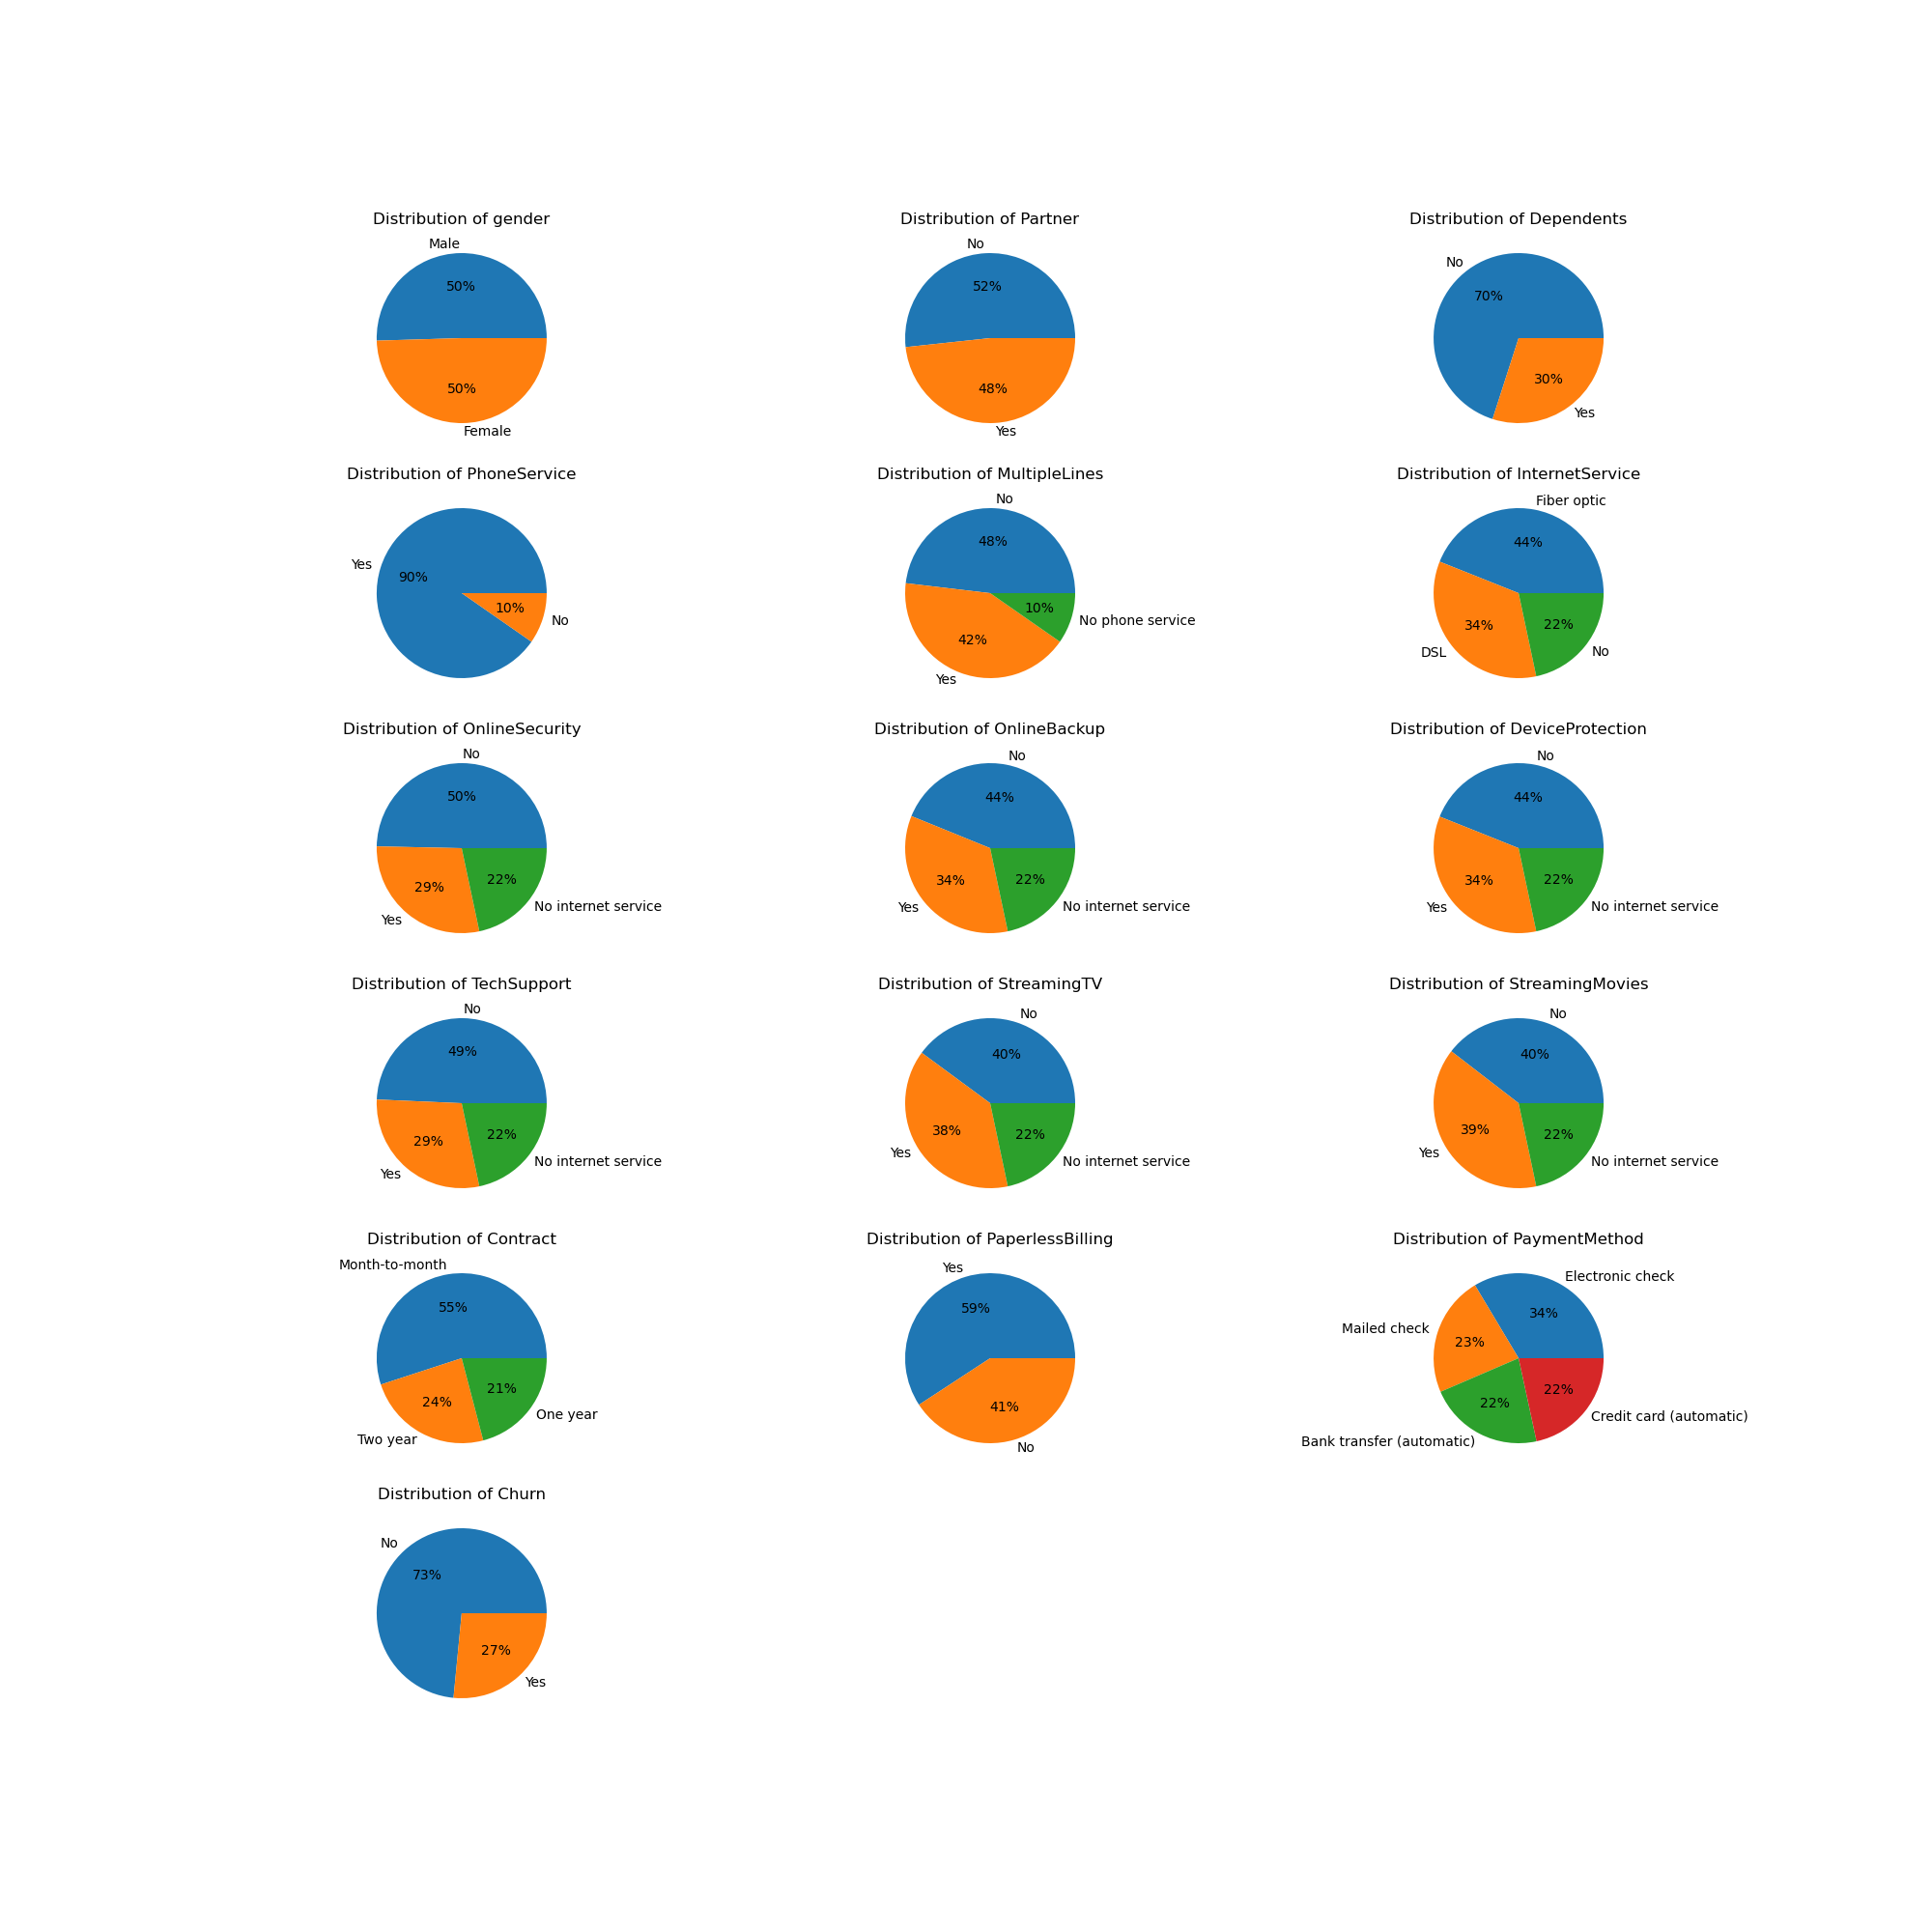 Distribution of gender
Male
50%
50%
Female
Distribution of Partner
No
52%
48%
Yes
Distribution of Dependents
No
70%
30%
Yes
Distribution of PhoneService
Yes
90%
10%
No
Distribution of MultipleLines
No
48%
10%
No phone service
42%
Yes
Distribution of InternetService
Fiber optic
44%
34%
22%
DSL
No
Distribution of OnlineSecurity
No
50%
29%
22%
Yes
No internet service
Distribution of OnlineBackup
No
44%
34%
22%
Yes
No internet service
Distribution of DeviceProtection
No
44%
34%
22%
Yes
No internet service
Distribution of TechSupport
No
49%
29%
22%
Yes
No internet service
Distribution of StreamingTV
No
40%
38%
22%
Yes
No internet service
Distribution of StreamingMovies
No
40%
39%
22%
Yes
No internet service
Distribution of Contract
Month-to-month
55%
24%
21%
Two year
One year
Distribution of PaperlessBilling
Yes
59%
41%
No
Distribution of PaymentMethod
Electronic check
34%
Mailed check
23%
22%
22%
Credit card (automatic)
Bank transfer (automatic)
Distribution of Churn
No
73%
27%
Yes